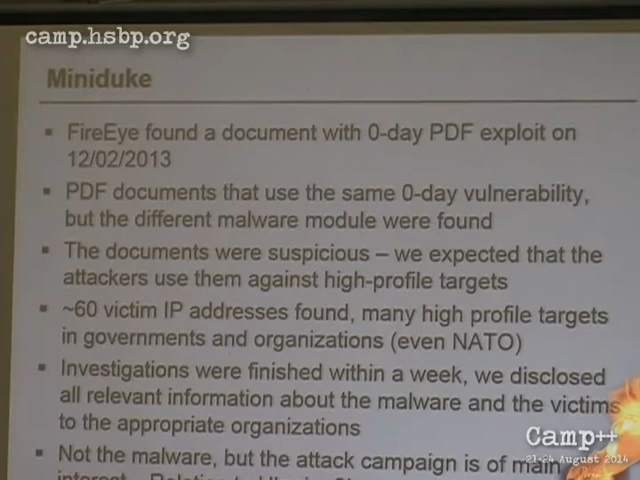 camp.hsbp.org
Miniduke
▪ FireEye found a document with 0-day PDF exploit on
12/02/2013
▪ PDF documents that use the same 0-day vulnerability,
but the different malware module were found
▪ The documents were suspicious – we expected that the
attackers use them against high-profile targets
▪ ~60 victim IP addresses found, many high profile targets
in governments and organizations (even NATO)
▪ Investigations were finished within a week, we disclosed
all relevant information about the malware and the victims
to the appropriate organizations
▪ Not the malware, but the attack campaign is of main
Camp++
21-24 August 2014